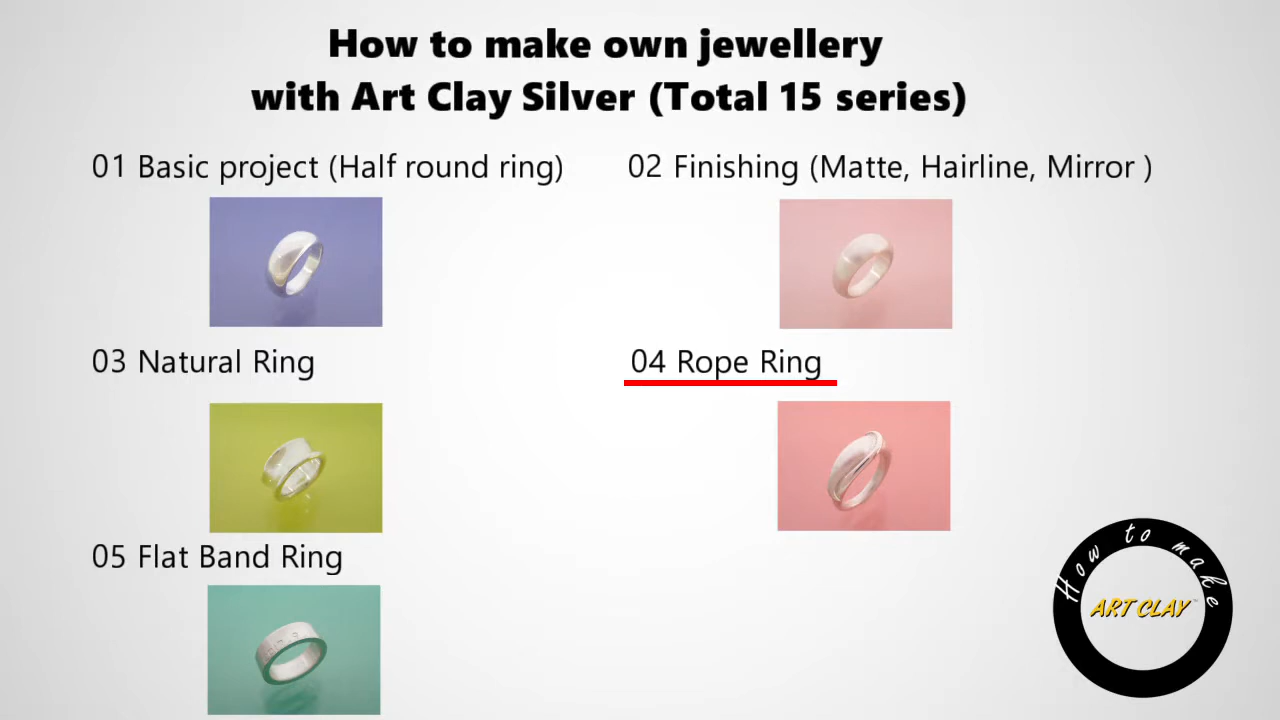 How to make own jewellery
with Art Clay Silver (Total 15 series)
01 Basic project (Half round ring)
02 Finishing (Matte, Hairline, Mirror )
03 Natural Ring
04 Rope Ring
05 Flat Band Ring
How to make
ART CLAY™